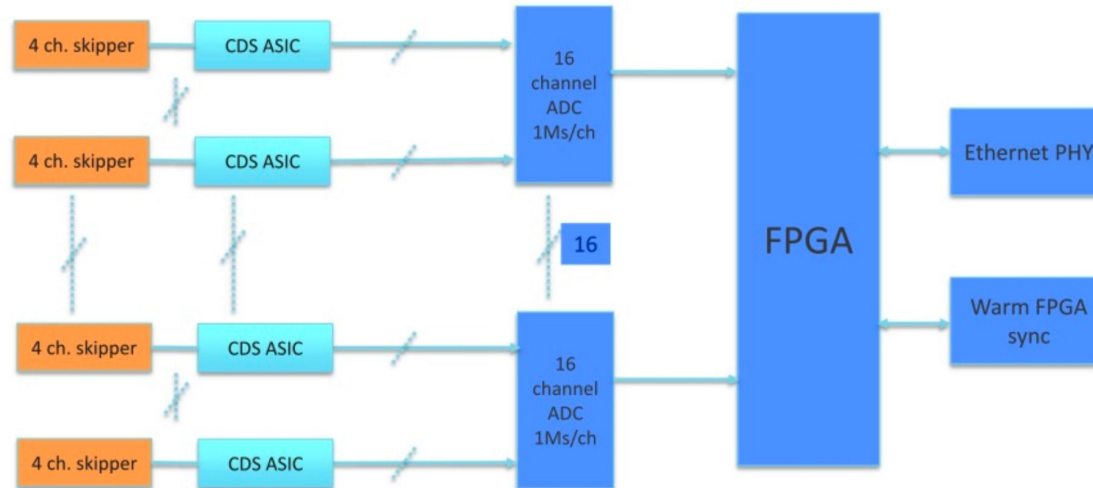 4 ch. skipper
CDS ASIC
4 ch. skipper
CDS ASIC
16
channel
ADC
1Ms/ch
16
4 ch. skipper
CDS ASIC
4 ch. skipper
CDS ASIC
16
channel
ADC
1Ms/ch
FPGA
Ethernet PHY
Warm FPGA
sync